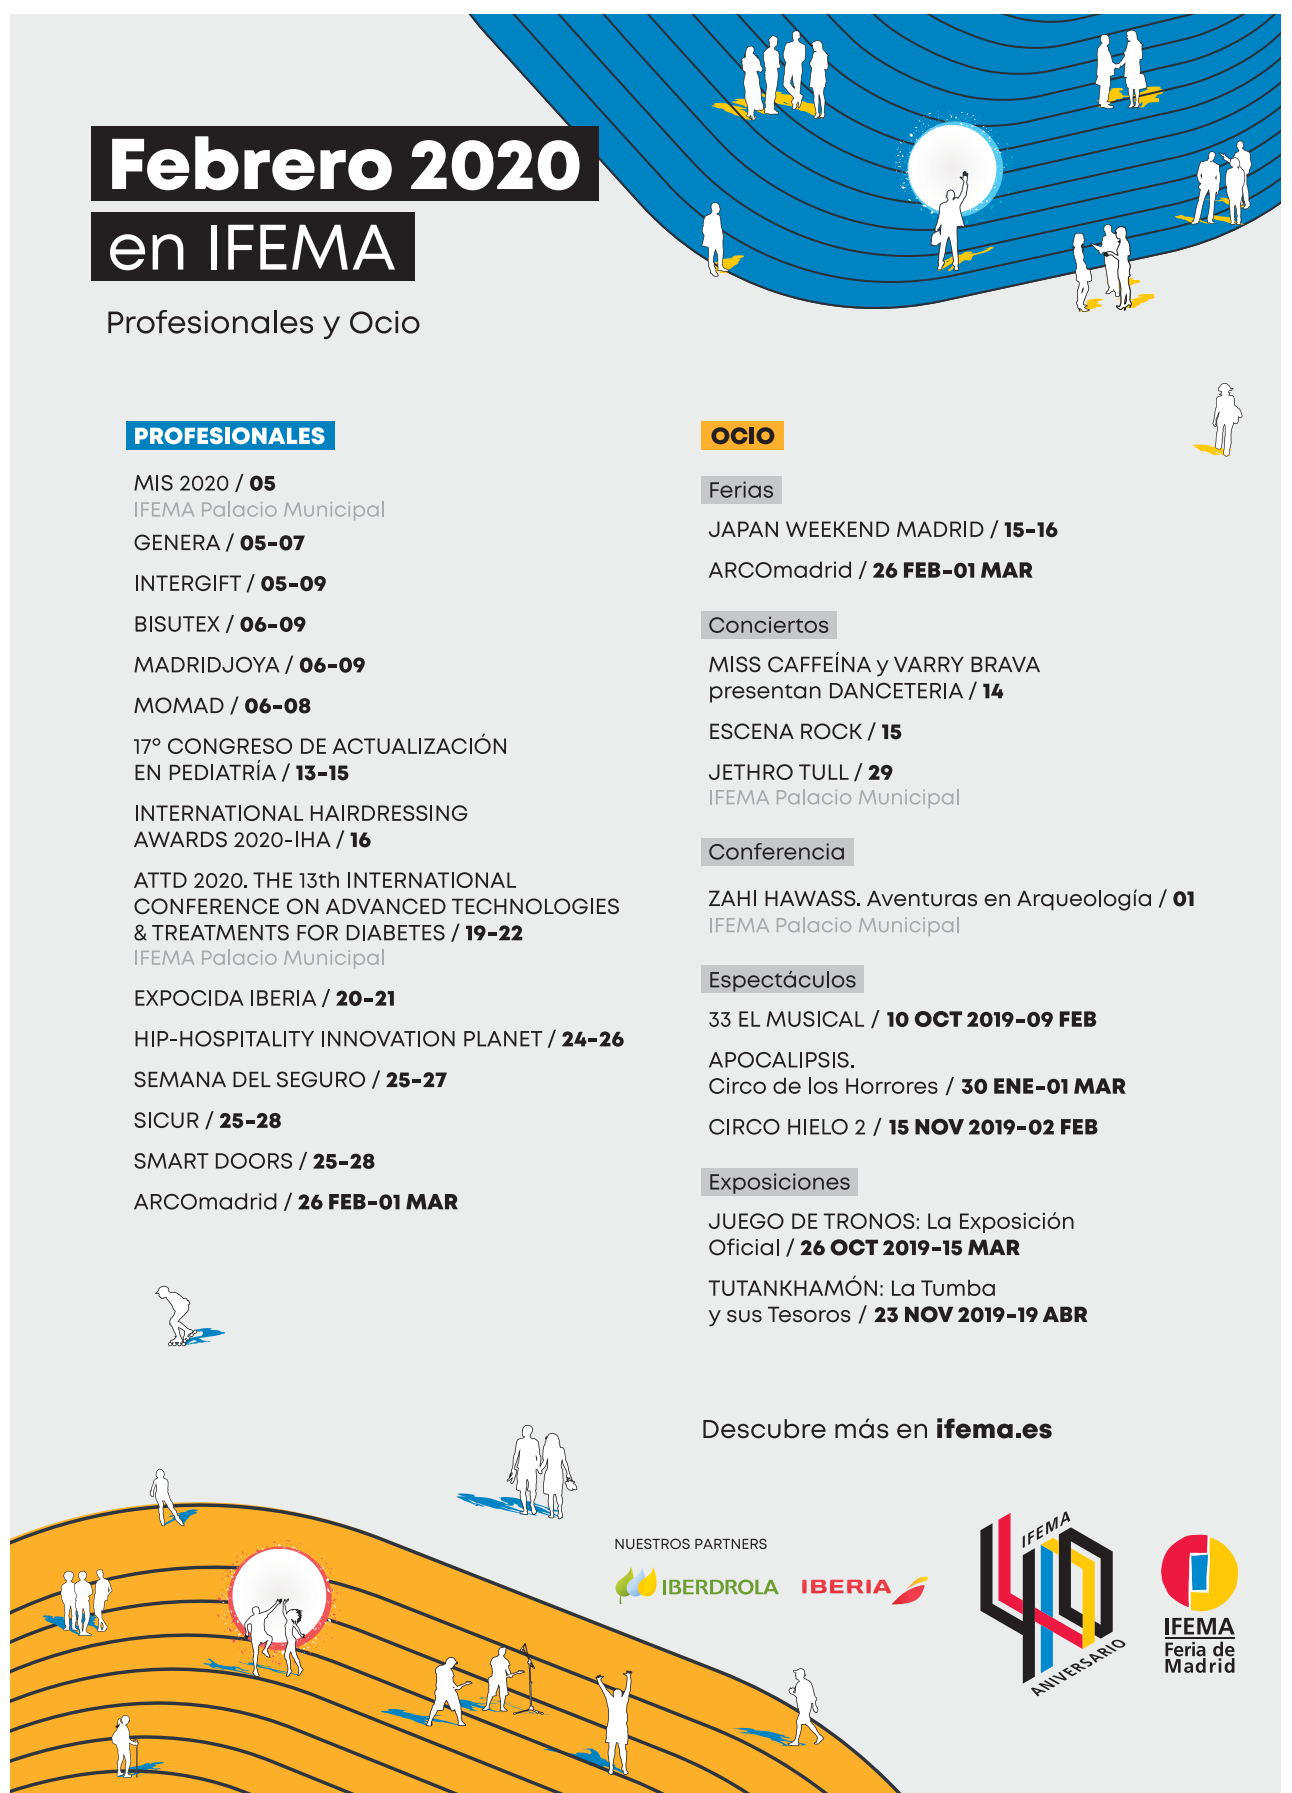 Febrero 2020
en IFEMA
Profesionales y Ocio
PROFESIONALES
MIS 2020 / 05
IFEMA Palacio Municipal
GENERA / 05-07
INTERGIFT / 05-09
BISUTEX / 06-09
MADRIDJOYA / 06-09
MOMAD / 06-08
17º CONGRESO DE ACTUALIZACIÓN
EN PEDIATRÍA / 13-15
INTERNATIONAL HAIRDRESSING
AWARDS 2020-IHA / 16
ATTD 2020. THE 13th INTERNATIONAL
CONFERENCE ON ADVANCED TECHNOLOGIES
& TREATMENTS FOR DIABETES / 19-22
IFEMA Palacio Municipal
EXPOCIDA IBERIA / 20-21
HIP-HOSPITALITY INNOVATION PLANET / 24-26
SEMANA DEL SEGURO / 25-27
SICUR / 25-28
SMART DOORS / 25-28
ARCOmadrid / 26 FEB-01 MAR
OCIO
Ferias
JAPAN WEEKEND MADRID / 15-16
ARCOmadrid / 26 FEB-01 MAR
Conciertos
MISS CAFFEÍNA y VARRY BRAVA
presentan DANCETERIA / 14
ESCENA ROCK / 15
JETHRO TULL / 29
IFEMA Palacio Municipal
Conferencia
ZAHI HAWASS. Aventuras en Arqueología / 01
IFEMA Palacio Municipal
Espectáculos
33 EL MUSICAL / 10 OCT 2019-09 FEB
APOCALIPSIS.
Circo de los Horrores / 30 ENE-01 MAR
CIRCO HIELO 2 / 15 NOV 2019-02 FEB
Exposiciones
JUEGO DE TRONOS: La Exposición
Oficial / 26 OCT 2019-15 MAR
TUTANKHAMÓN: La Tumba
y sus Tesoros / 23 NOV 2019-19 ABR
Descubre más en ifema.es
NUESTROS PARTNERS
IBERDROLA
IBERIA
IFEMA
40
ANIVERSARIO
IFEMA
Feria de
Madrid